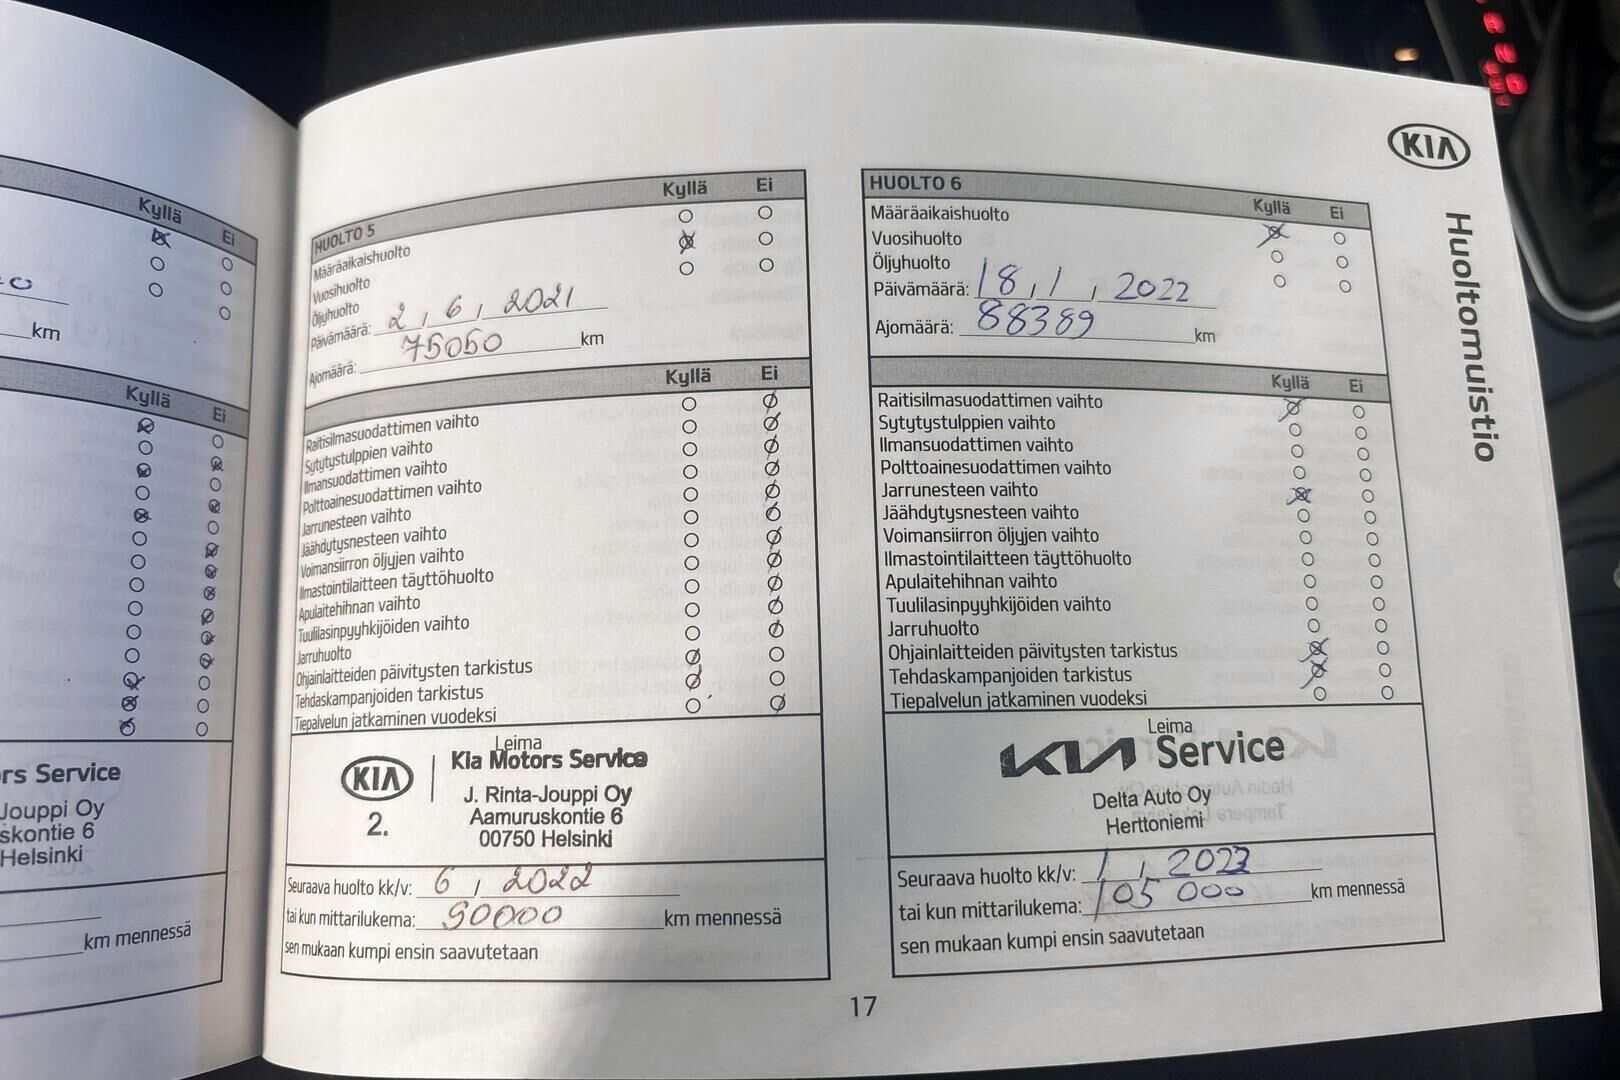 Kyllä Ei
km
Kyllä Ei
rs Service
Jouppi Oy
skontie 6
Helsinki
km mennessä
HUOLTO 5 Kyllä Ei
Määräaikaishuolto
Vuosihuolto
Öljyhuolto
Päivämäärä: 2, 6, 2021
Ajomäärä: 75050 km
Kyllä Ei
Raitisilmasuodattimen vaihto
Sytytystulppien vaihto
Ilmansuodattimen vaihto
Polttoainesuodattimen vaihto
Jarrunesteen vaihto
Jäähdytysnesteen vaihto
Voimansiirron öljyjen vaihto
Ilmastointilaitteen täyttöhuolto
Apulaitehihnan vaihto
Tuulilasinpyyhkijöiden vaihto
Jarruhuolto
Ohjainlaitteiden päivitysten tarkistus
Tehdaskampanjoiden tarkistus
Tiepalvelun jatkaminen vuodeksi
Leima
KIA Kia Motors Service
2. J. Rinta-Jouppi Oy
Aamuruskontie 6
00750 Helsinki
Seuraava huolto kk/v: 6, 2022
tai kun mittarilukema: 90000 km mennessä
sen mukaan kumpi ensin saavutetaan
KIA
Huoltomuistio
HUOLTO 6 Kyllä Ei
Määräaikaishuolto
Vuosihuolto
Öljyhuolto
Päivämäärä: 18, 1, 2022
Ajomäärä: 88389 km
Kyllä Ei
Raitisilmasuodattimen vaihto
Sytytystulppien vaihto
Ilmansuodattimen vaihto
Polttoainesuodattimen vaihto
Jarrunesteen vaihto
Jäähdytysnesteen vaihto
Voimansiirron öljyjen vaihto
Ilmastointilaitteen täyttöhuolto
Apulaitehihnan vaihto
Tuulilasinpyyhkijöiden vaihto
Jarruhuolto
Ohjainlaitteiden päivitysten tarkistus
Tehdaskampanjoiden tarkistus
Tiepalvelun jatkaminen vuodeksi
Leima
KIA Service
Delta Auto Oy
Herttoniemi
Seuraava huolto kk/v: 1, 2023
tai kun mittarilukema: 105 000 km mennessä
sen mukaan kumpi ensin saavutetaan
17